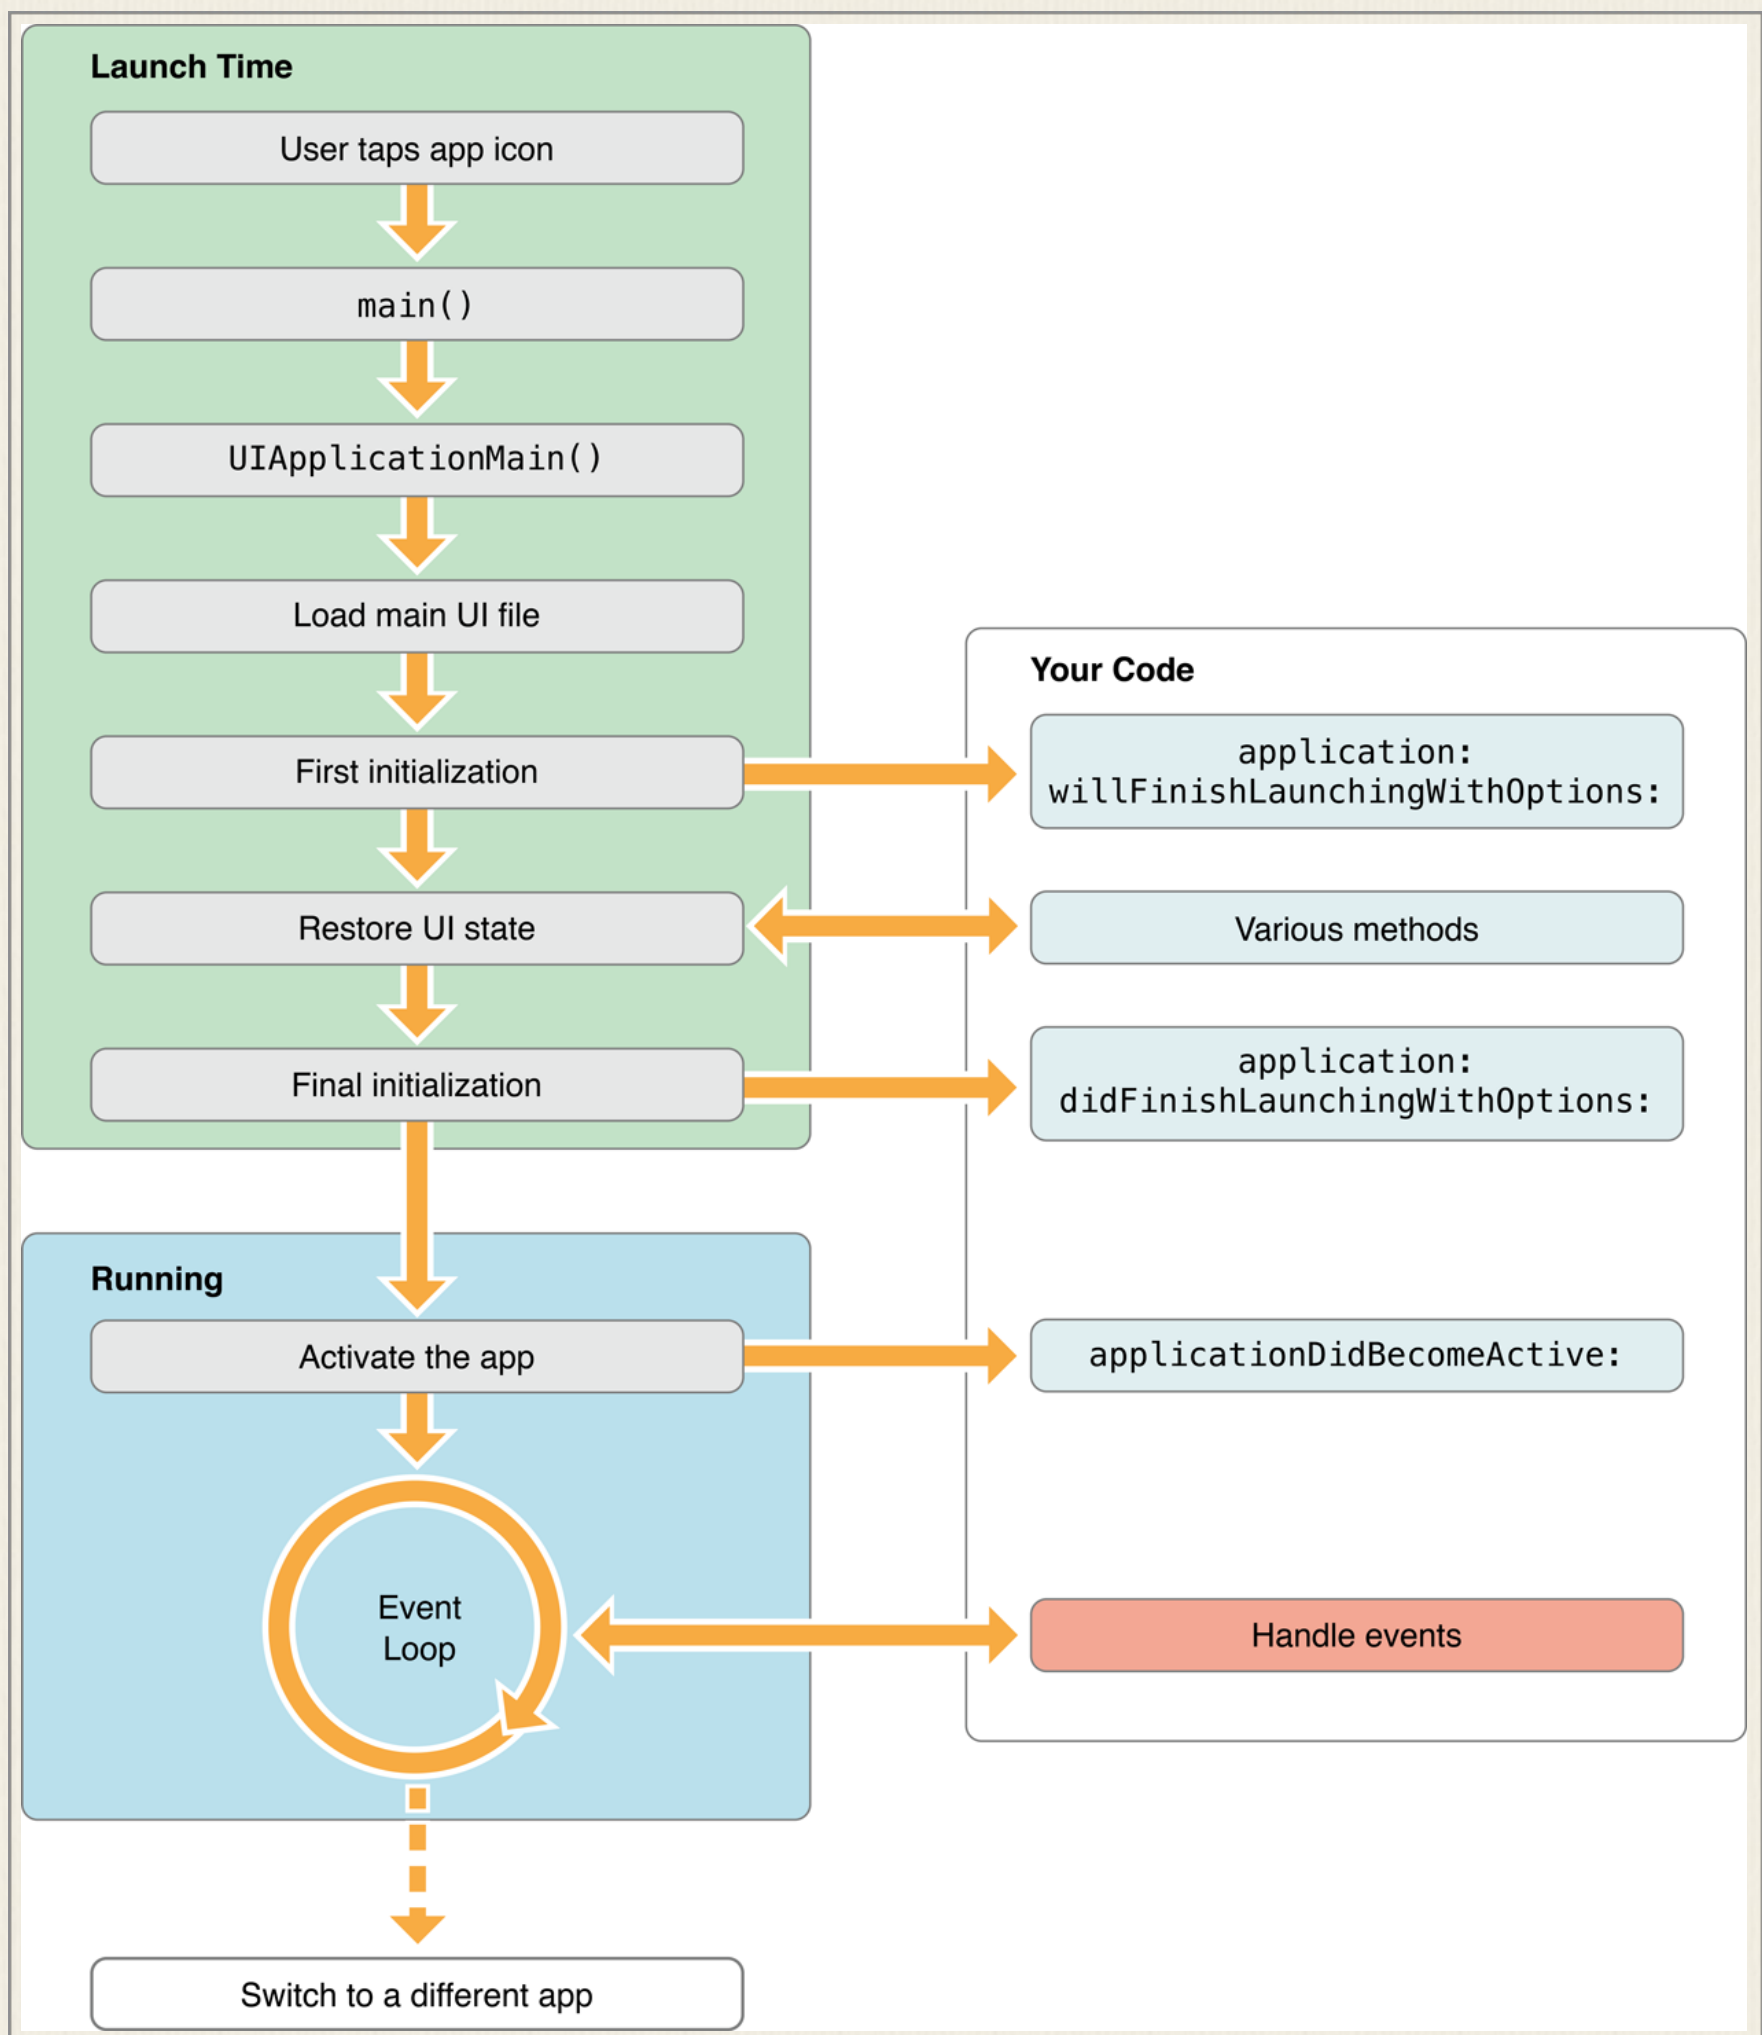 Launch Time
User taps app icon
main()
UIApplicationMain()
Load main UI file
First initialization
Restore UI state
Final initialization
Your Code
application:
willFinishLaunchingWithOptions:
Various methods
application:
didFinishLaunchingWithOptions:
Running
Activate the app
applicationDidBecomeActive:
Event
Loop
Handle events
Switch to a different app